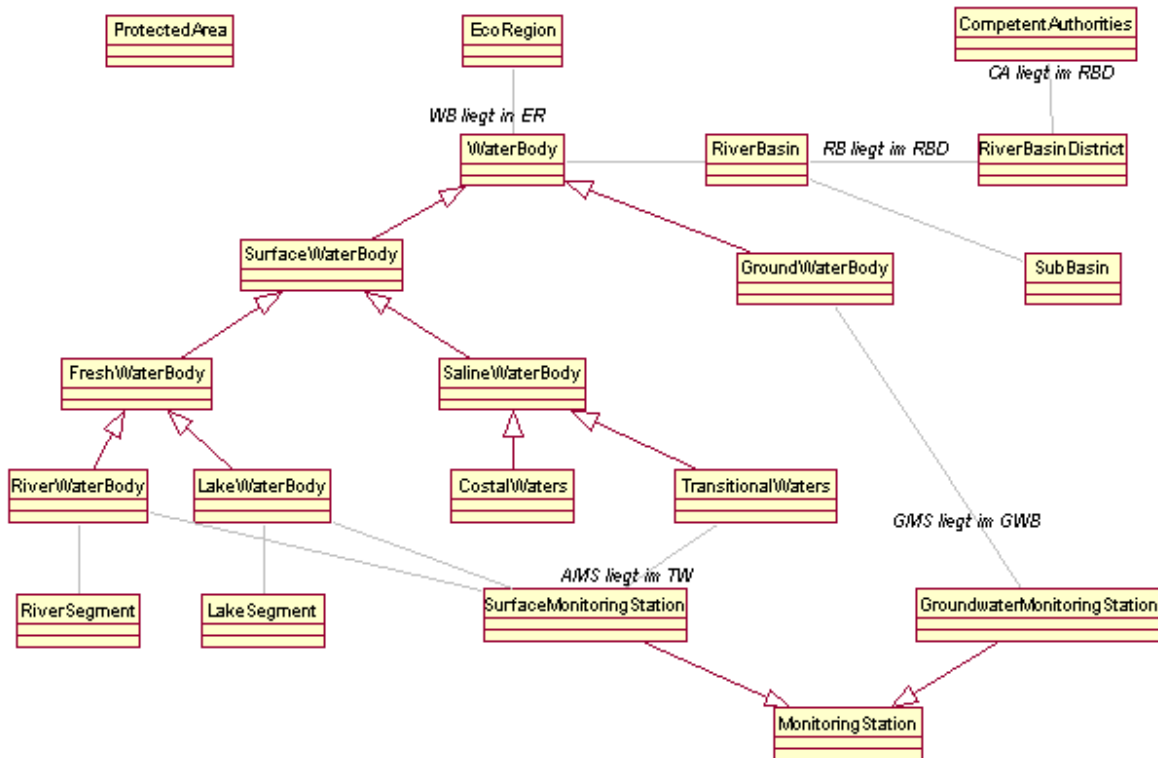 ProtectedArea
EcoRegion
CompetentAuthorities
CA liegt im RBD
WB liegt in ER
WaterBody
RiverBasin
RB liegt im RBD
RiverBasinDistrict
SurfaceWaterBody
GroundWaterBody
SubBasin
FreshWaterBody
SalineWaterBody
RiverWaterBody
LakeWaterBody
CostalWaters
TransitionalWaters
GMS liegt im GWB
AMS liegt im TW
RiverSegment
LakeSegment
SurfaceMonitoringStation
GroundwaterMonitoringStation
MonitoringStation